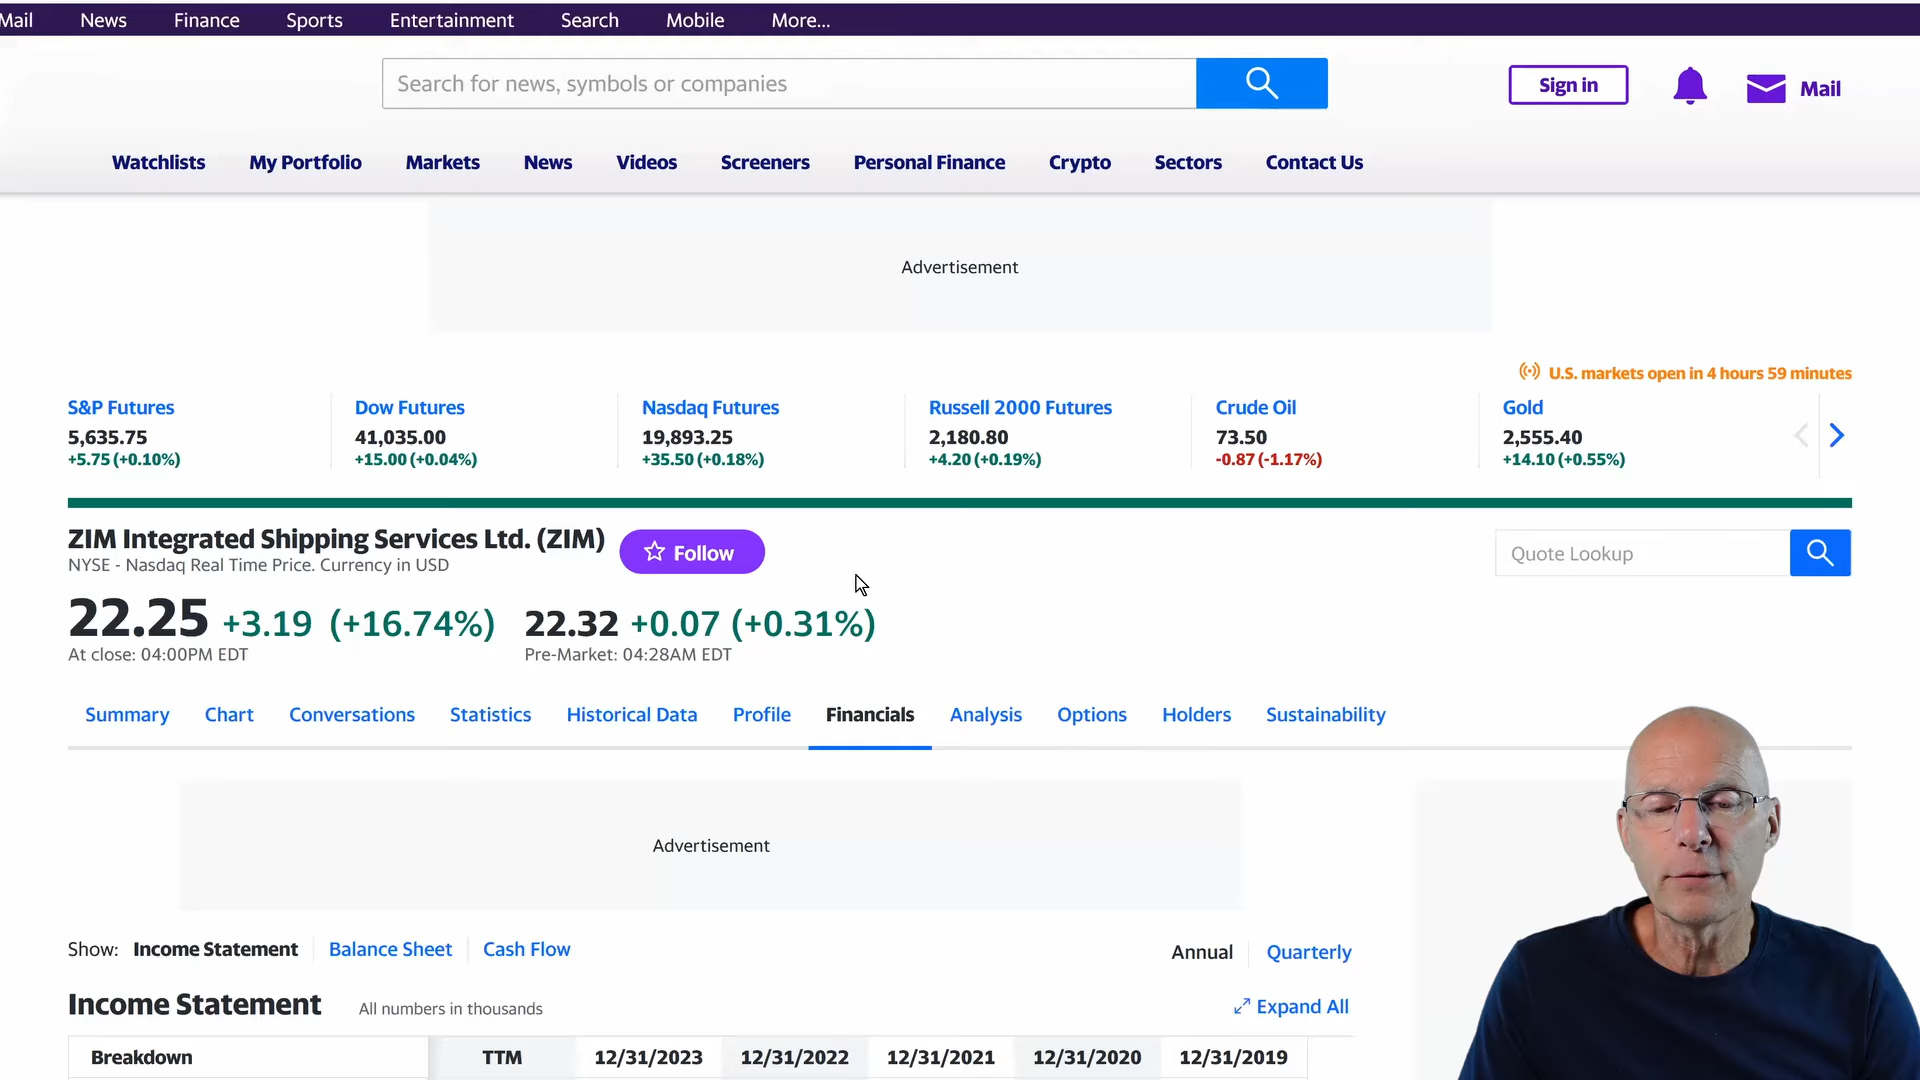 Mail News Finance Sports Entertainment Search Mobile More...
Search for news, symbols or companies
Sign in
Mail
Watchlists My Portfolio Markets News Videos Screeners Personal Finance Crypto Sectors Contact Us
Advertisement
U.S. markets open in 4 hours 59 minutes
S&P Futures
5,635.75
+5.75 (+0.10%)
Dow Futures
41,035.00
+15.00 (+0.04%)
Nasdaq Futures
19,893.25
+35.50 (+0.18%)
Russell 2000 Futures
2,180.80
+4.20 (+0.19%)
Crude Oil
73.50
-0.87 (-1.17%)
Gold
2,555.40
+14.10 (+0.55%)
ZIM Integrated Shipping Services Ltd. (ZIM)
Follow
NYSE - Nasdaq Real Time Price. Currency in USD
Quote Lookup
22.25 +3.19 (+16.74%)
At close: 04:00PM EDT
22.32 +0.07 (+0.31%)
Pre-Market: 04:28AM EDT
Summary Chart Conversations Statistics Historical Data Profile Financials Analysis Options Holders Sustainability
Advertisement
Show: Income Statement Balance Sheet Cash Flow
Annual Quarterly
Income Statement All numbers in thousands
Expand All
Breakdown TTM 12/31/2023 12/31/2022 12/31/2021 12/31/2020 12/31/2019